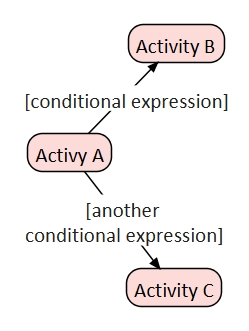 Activity B
[conditional expression]
Activy A
[another
conditional expression]
Activity C